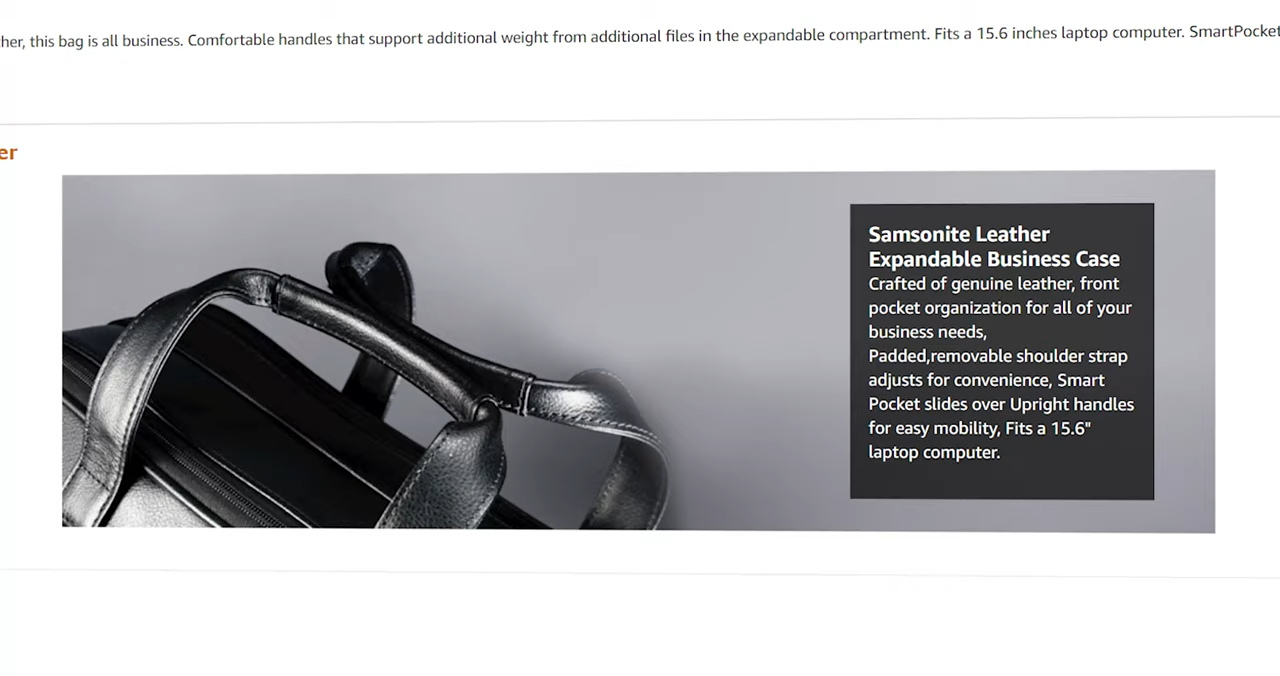 ther, this bag is all business. Comfortable handles that support additional weight from additional files in the expandable compartment. Fits a 15.6 inches laptop computer. SmartPocket
er
Samsonite Leather
Expandable Business Case
Crafted of genuine leather, front
pocket organization for all of your
business needs,
Padded,removable shoulder strap
adjusts for convenience, Smart
Pocket slides over Upright handles
for easy mobility, Fits a 15.6"
laptop computer.